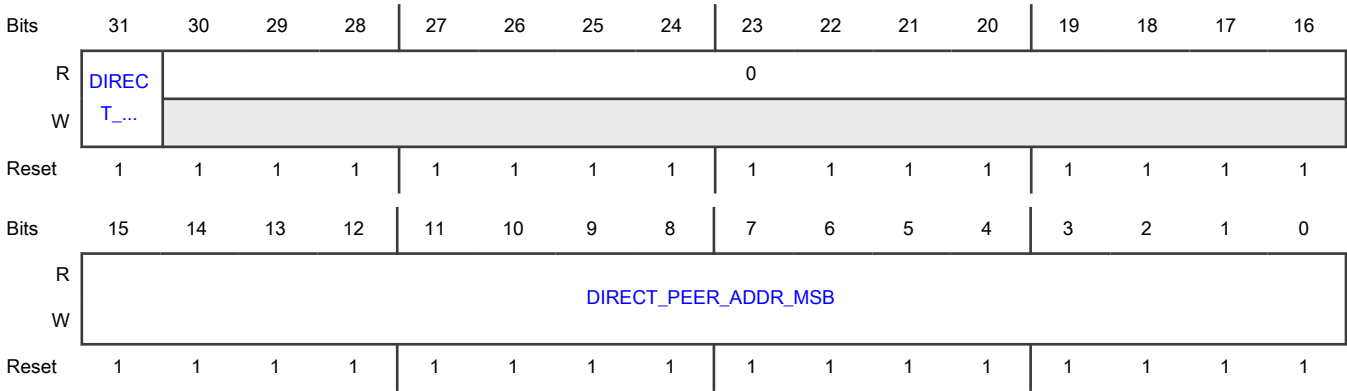 Bits 31 30 29 28 27 26 25 24 23 22 21 20 19 18 17 16
R DIREC 0
W T_...
Reset 1 1 1 1 1 1 1 1 1 1 1 1 1 1 1 1
Bits 15 14 13 12 11 10 9 8 7 6 5 4 3 2 1 0
R
DIRECT_PEER_ADDR_MSB
W
Reset 1 1 1 1 1 1 1 1 1 1 1 1 1 1 1 1